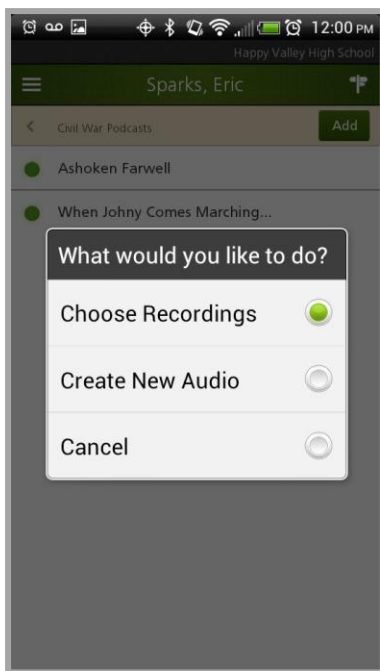 12:00 PM
Happy Valley High School
Sparks, Eric
Civil War Podcasts
Add
Ashoken Farwell
When Johny Comes Marching...
What would you like to do?
Choose Recordings
Create New Audio
Cancel